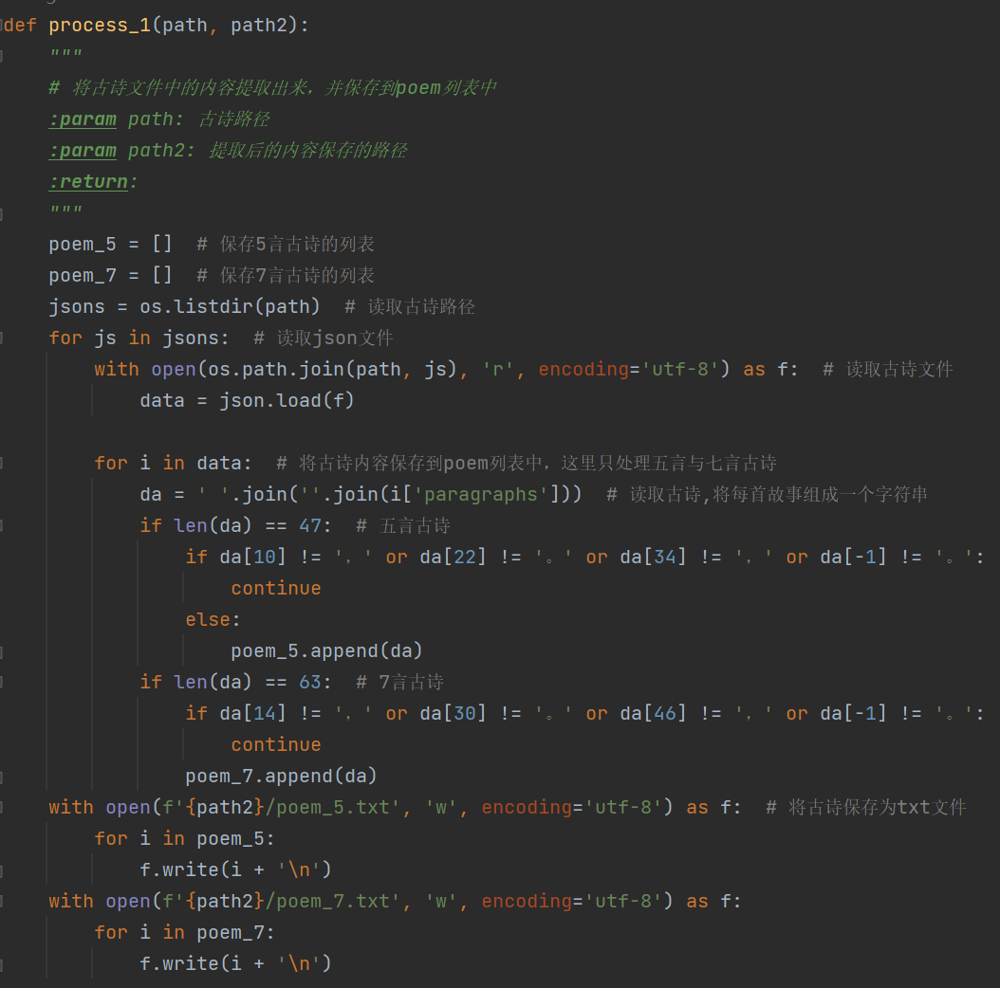 def process_1(path, path2):
    """
    # 将古诗文件中的内容提取出来，并保存到poem列表中
    :param path: 古诗路径
    :param path2: 提取后的内容保存的路径
    :return:
    """
    poem_5 = []  # 保存5言古诗的列表
    poem_7 = []  # 保存7言古诗的列表
    jsons = os.listdir(path)  # 读取古诗路径
    for js in jsons:  # 读取json文件
        with open(os.path.join(path, js), 'r', encoding='utf-8') as f:  # 读取古诗文件
            data = json.load(f)
        for i in data:  # 将古诗内容保存到poem列表中，这里只处理五言与七言古诗
            da = ' '.join(''.join(i['paragraphs']))  # 读取古诗,将每首故事组成一个字符串
            if len(da) == 47:  # 五言古诗
                if da[10] != '，' or da[22] != '。' or da[34] != '，' or da[-1] != '。':
                    continue
                else:
                    poem_5.append(da)
            if len(da) == 63:  # 7言古诗
                if da[14] != '，' or da[30] != '。' or da[46] != '，' or da[-1] != '。':
                    continue
                poem_7.append(da)
    with open(f'{path2}/poem_5.txt', 'w', encoding='utf-8') as f:  # 将古诗保存为txt文件
        for i in poem_5:
            f.write(i + '\n')
    with open(f'{path2}/poem_7.txt', 'w', encoding='utf-8') as f:
        for i in poem_7:
            f.write(i + '\n')